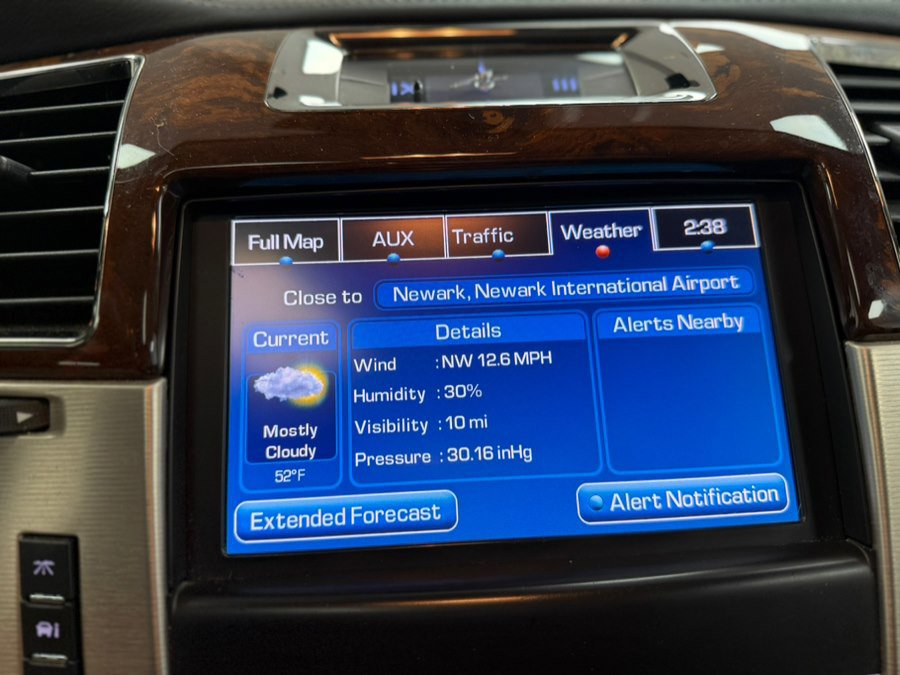 Full Map AUX Traffic Weather 2:38
Close to Newark, Newark International Airport
Current
Mostly
Cloudy
52°F
Details
Wind : NW 12.6 MPH
Humidity : 30%
Visibility : 10 mi
Pressure : 30.16 inHg
Alerts Nearby
Extended Forecast
Alert Notification